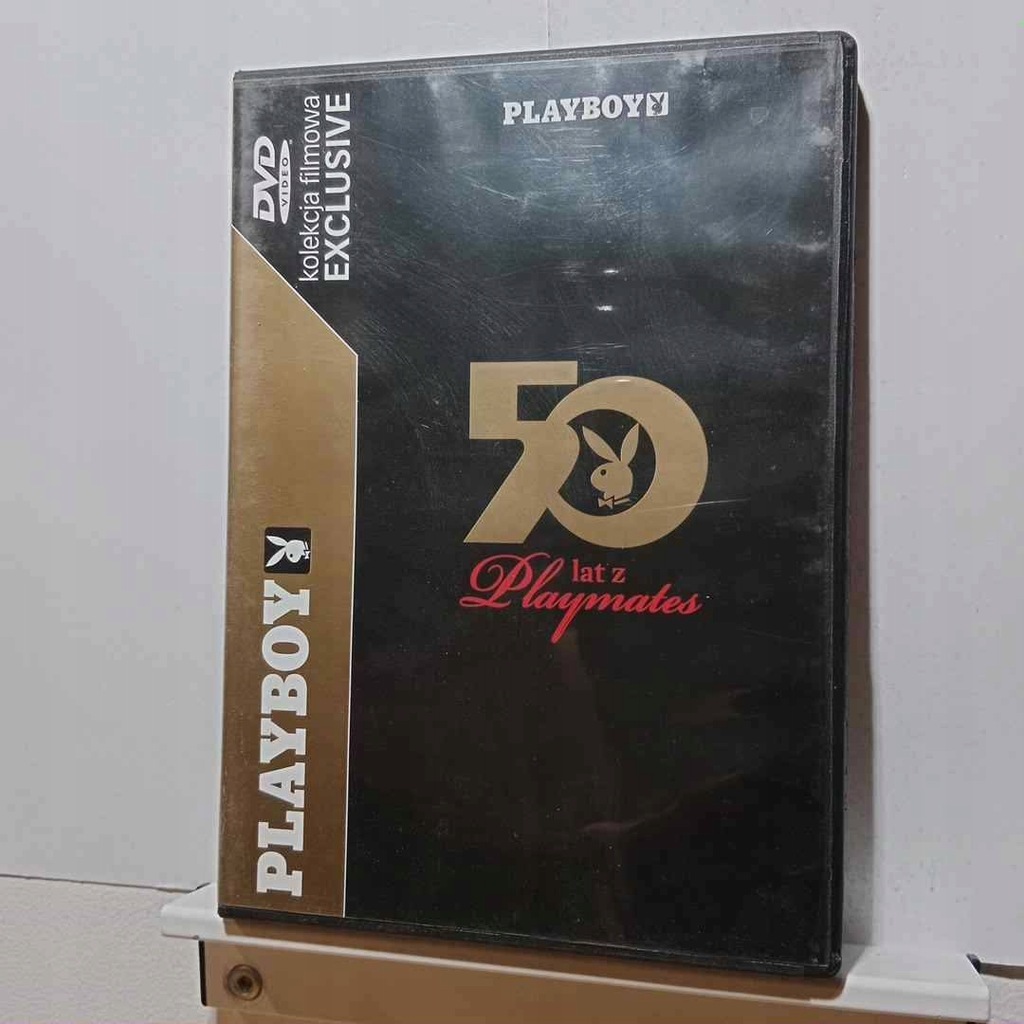 PLAYBOY
DVD
VIDEO
kolekcja filmowa
EXCLUSIVE
50
lat z
Playmates
PLAYBOY